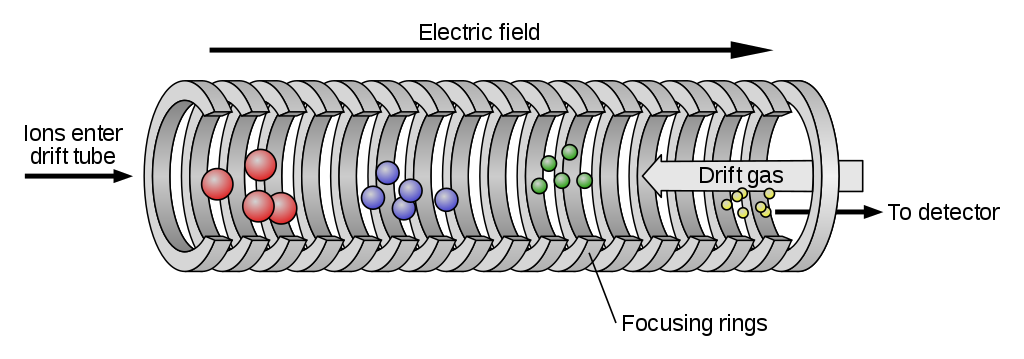 Electric field
Ions enter
drift tube
Drift gas
To detector
Focusing rings